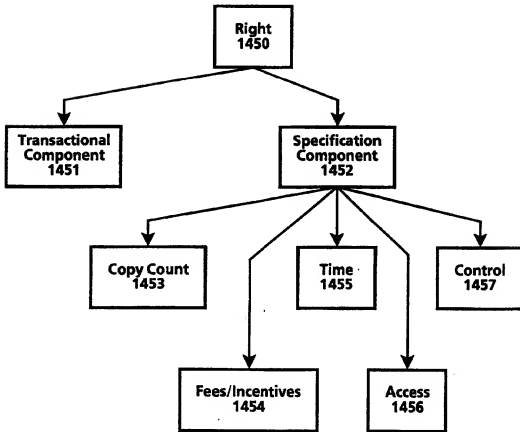 Right
1450
Transactional
Component
1451
Specification
Component
1452
Copy Count
1453
Time
1455
Control
1457
Fees/Incentives
1454
Access
1456